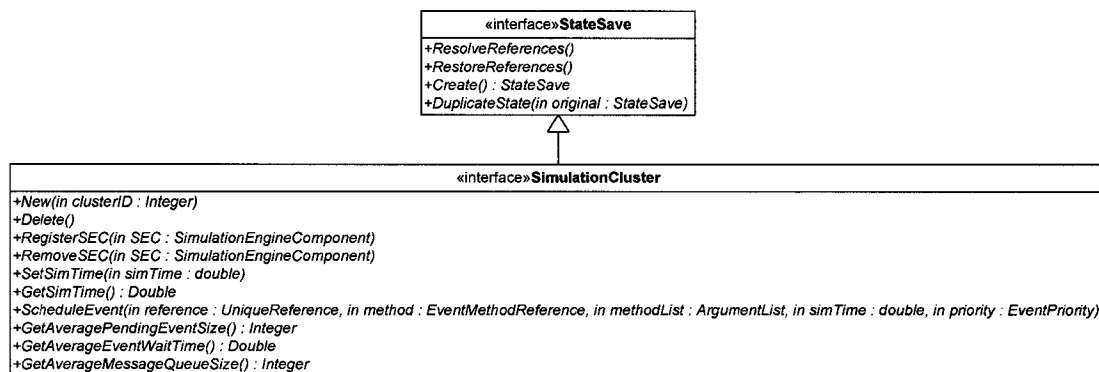 «interface»StateSave
+ResolveReferences()
+RestoreReferences()
+Create() : StateSave
+DuplicateState(in original : StateSave)
«interface»SimulationCluster
+New(in clusterID : Integer)
+Delete()
+RegisterSEC(in SEC : SimulationEngineComponent)
+RemoveSEC(in SEC : SimulationEngineComponent)
+SetSimTime(in simTime : double)
+GetSimTime() : Double
+ScheduleEvent(in reference : UniqueReference, in method : EventMethodReference, in methodList : ArgumentList, in simTime : double, in priority : EventPriority)
+GetAveragePendingEventSize() : Integer
+GetAverageEventWaitTime() : Double
+GetAverageMessageQueueSize() : Integer